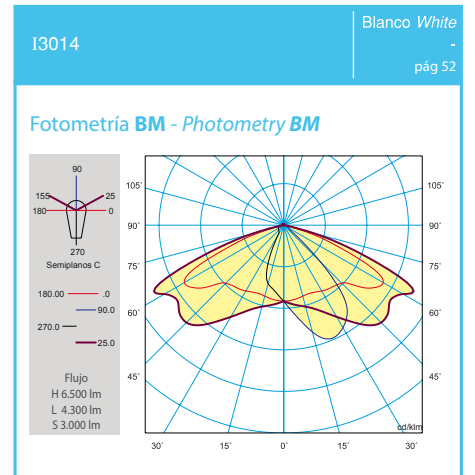 I3014
Blanco White
-
pág 52
Fotometría BM - Photometry BM
90
155 25
180 0
270
Semiplanos C
180.00 .0
90.0
270.0
25.0
Flujo
H 6.500 lm
L 4.300 lm
S 3.000 lm
105° 105°
90° 90°
75° 75°
60° 60°
45° 45°
cd/klm
30° 15° 0° 15° 30°